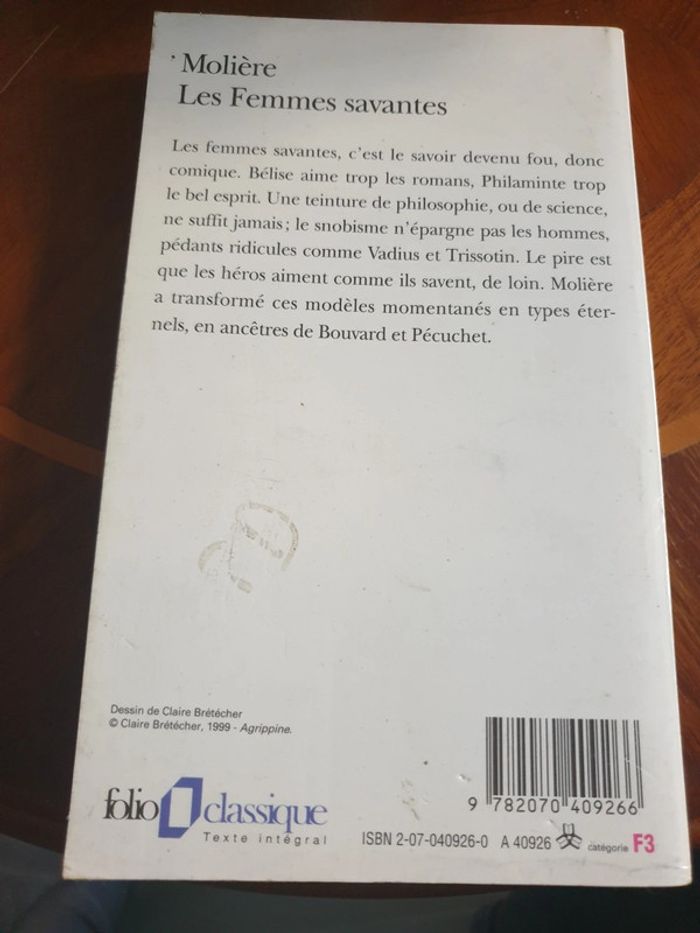 Molière
Les Femmes savantes
Les femmes savantes, c'est le savoir devenu fou, donc
comique. Bélise aime trop les romans, Philaminte trop
le bel esprit. Une teinture de philosophie, ou de science,
ne suffit jamais ; le snobisme n'épargne pas les hommes,
pédants ridicules comme Vadius et Trissotin. Le pire est
que les héros aiment comme ils savent, de loin. Molière
a transformé ces modèles momentanés en types éter-
nels, en ancêtres de Bouvard et Pécuchet.
Dessin de Claire Brétécher
© Claire Brétécher, 1999 - Agrippine.
folio classique
Texte intégral
9 782070 409266
ISBN 2-07-040926-0 A 40926 catégorie F3